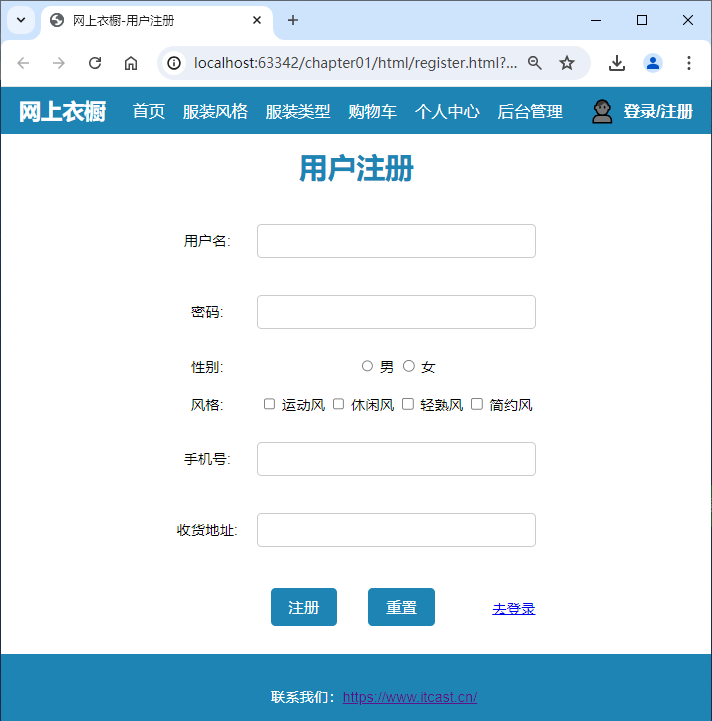 网上衣橱-用户注册
localhost:63342/chapter01/html/register.html?...
网上衣橱 首页 服装风格 服装类型 购物车 个人中心 后台管理 登录/注册
用户注册
用户名:
密码:
性别: 男 女
风格: 运动风 休闲风 轻熟风 简约风
手机号:
收货地址:
注册 重置 去登录
联系我们：https://www.itcast.cn/